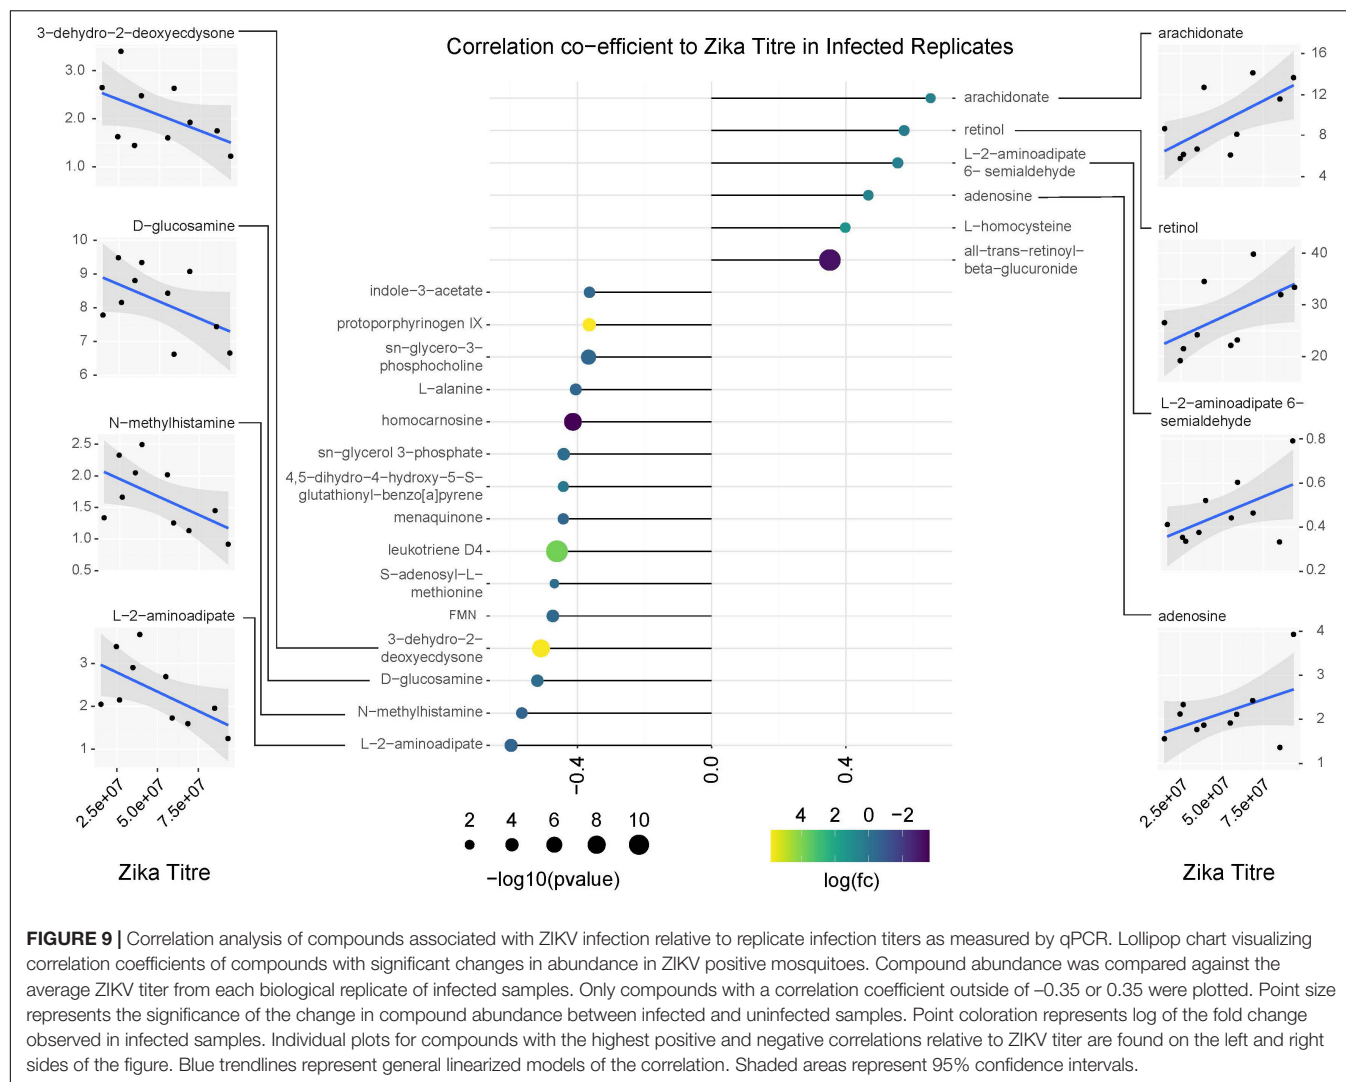 3−dehydro−2−deoxyecdysone
3.0
2.0
1.0
D−glucosamine
10
9
8
7
6
N−methylhistamine
2.5
2.0
1.5
1.0
0.5
L−2−aminoadipate
3
2
1
2.5e+07
5.0e+07
7.5e+07
Zika Titre
Correlation co−efficient to Zika Titre in Infected Replicates
arachidonate
retinol
L−2−aminoadipate
6− semialdehyde
adenosine
L−homocysteine
all−trans−retinoyl−
beta−glucuronide
indole−3−acetate
protoporphyrinogen IX
sn−glycero−3−
phosphocholine
L−alanine
homocarnosine
sn−glycerol 3−phosphate
4,5−dihydro−4−hydroxy−5−S−
glutathionyl−benzo[a]pyrene
menaquinone
leukotriene D4
S−adenosyl−L−
methionine
FMN
3−dehydro−2−
deoxyecdysone
D−glucosamine
N−methylhistamine
L−2−aminoadipate
−0.4
0.0
0.4
2 4 6 8 10
−log10(pvalue)
4 2 0 −2
log(fc)
arachidonate
16
12
8
4
retinol
40
30
20
L−2−aminoadipate 6−
semialdehyde
0.8
0.6
0.4
0.2
adenosine
4
3
2
1
2.5e+07
5.0e+07
7.5e+07
Zika Titre
FIGURE 9 | Correlation analysis of compounds associated with ZIKV infection relative to replicate infection titers as measured by qPCR. Lollipop chart visualizing
correlation coefficients of compounds with significant changes in abundance in ZIKV positive mosquitoes. Compound abundance was compared against the
average ZIKV titer from each biological replicate of infected samples. Only compounds with a correlation coefficient outside of –0.35 or 0.35 were plotted. Point size
represents the significance of the change in compound abundance between infected and uninfected samples. Point coloration represents log of the fold change
observed in infected samples. Individual plots for compounds with the highest positive and negative correlations relative to ZIKV titer are found on the left and right
sides of the figure. Blue trendlines represent general linearized models of the correlation. Shaded areas represent 95% confidence intervals.